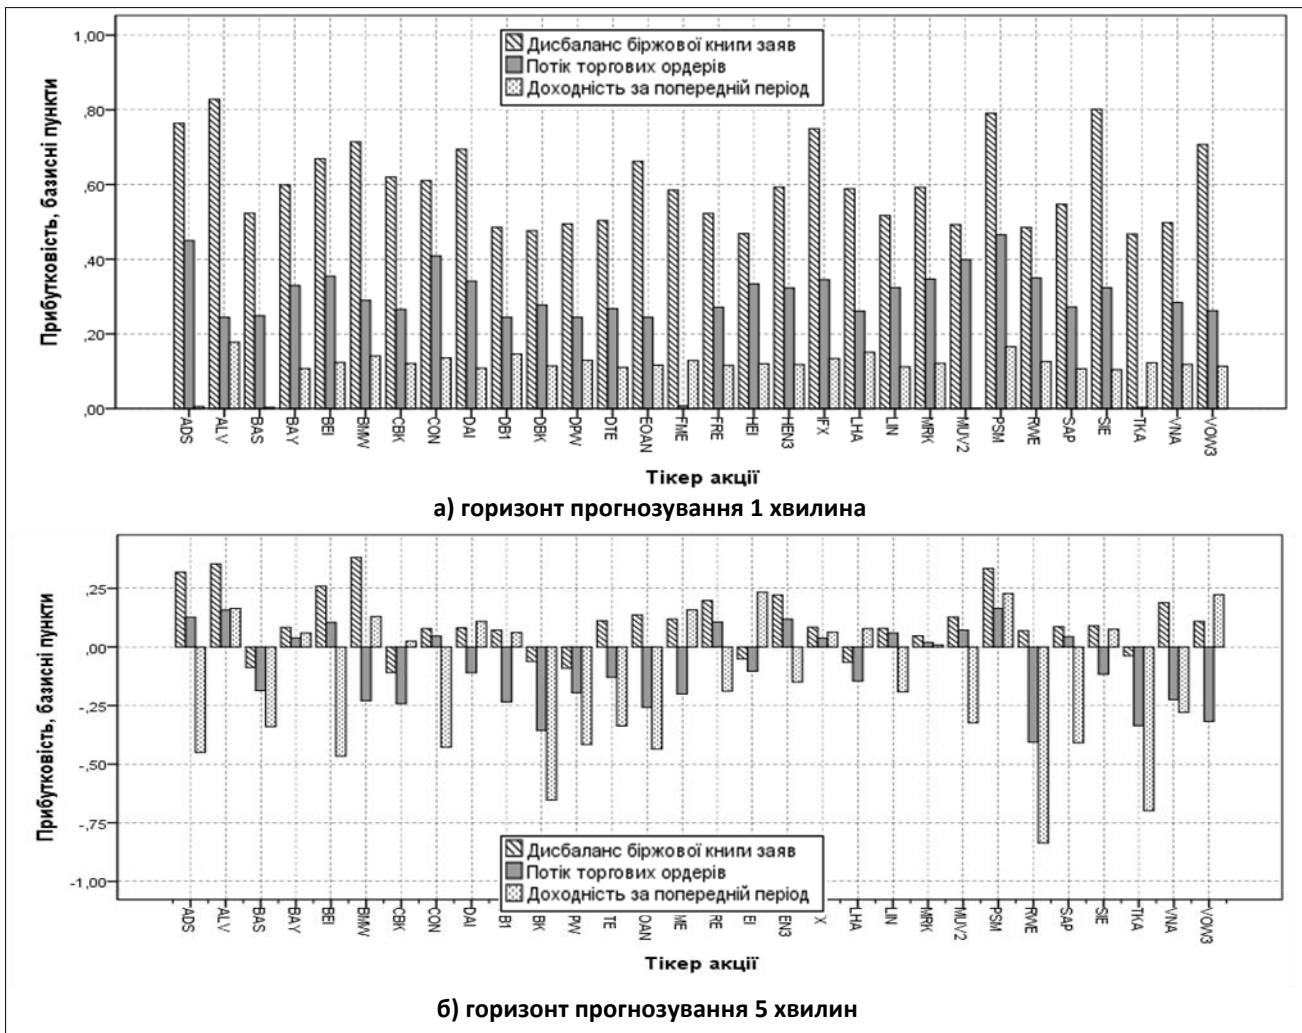 Прибутковість, базисні пункти
1,00
,80
,60
,40
,20
,00
Дисбаланс біржової книги заяв
Потік торгових ордерів
Доходність за попередній період
ADS ALV BAS BAY BEI BMW CBK CON DAI DB1 DBK DPW DTE EOAN FME FRE HEI HEN3 IFX LHA LIN MRK MUV2 PSM RWE SAP SIE TKA VNA VOW3
Тікер акції
а) горизонт прогнозування 1 хвилина
Прибутковість, базисні пункти
,25
,00
-,25
-,50
-,75
-1,00
Дисбаланс біржової книги заяв
Потік торгових ордерів
Доходність за попередній період
ADS ALV BAS BAY BEI BMW CBK CON DAI B1 BK PW TE OAN ME RE EI EN3 X LHA LIN MRK MUV2 PSM RWE SAP SIE TKA VNA VOW3
Тікер акції
б) горизонт прогнозування 5 хвилин